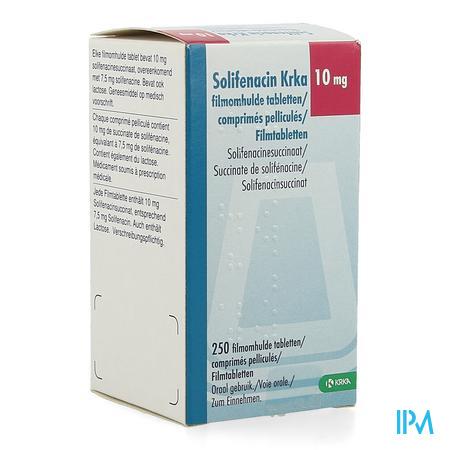 Elke filmomhulde tablet bevat 10 mg
solifenacinesuccinaat, overeenkomend
met 7,5 mg solifenacine. Bevat ook
lactose. Geneesmiddel op medisch
voorschrift.
Chaque comprimé pelliculé contient
10 mg de succinate de solifénacine,
équivalant à 7,5 mg de solifénacine.
Contient également du lactose.
Médicament soumis à prescription
médicale.
Jede Filmtablette enthält 10 mg
Solifenacinsuccinat, entsprechend
7,5 mg Solifenacin. Auch enthält
Lactose. Verschreibungspflichtig.
Solifenacin Krka 10 mg
filmomhulde tabletten/
comprimés pelliculés/
Filmtabletten
Solifenacinesuccinaat/
Succinate de solifénacine/
Solifenacinsuccinat
250 filmomhulde tabletten/
comprimés pelliculés/
Filmtabletten
Oraal gebruik./Voie orale./
Zum Einnehmen.
KRKA
IPM